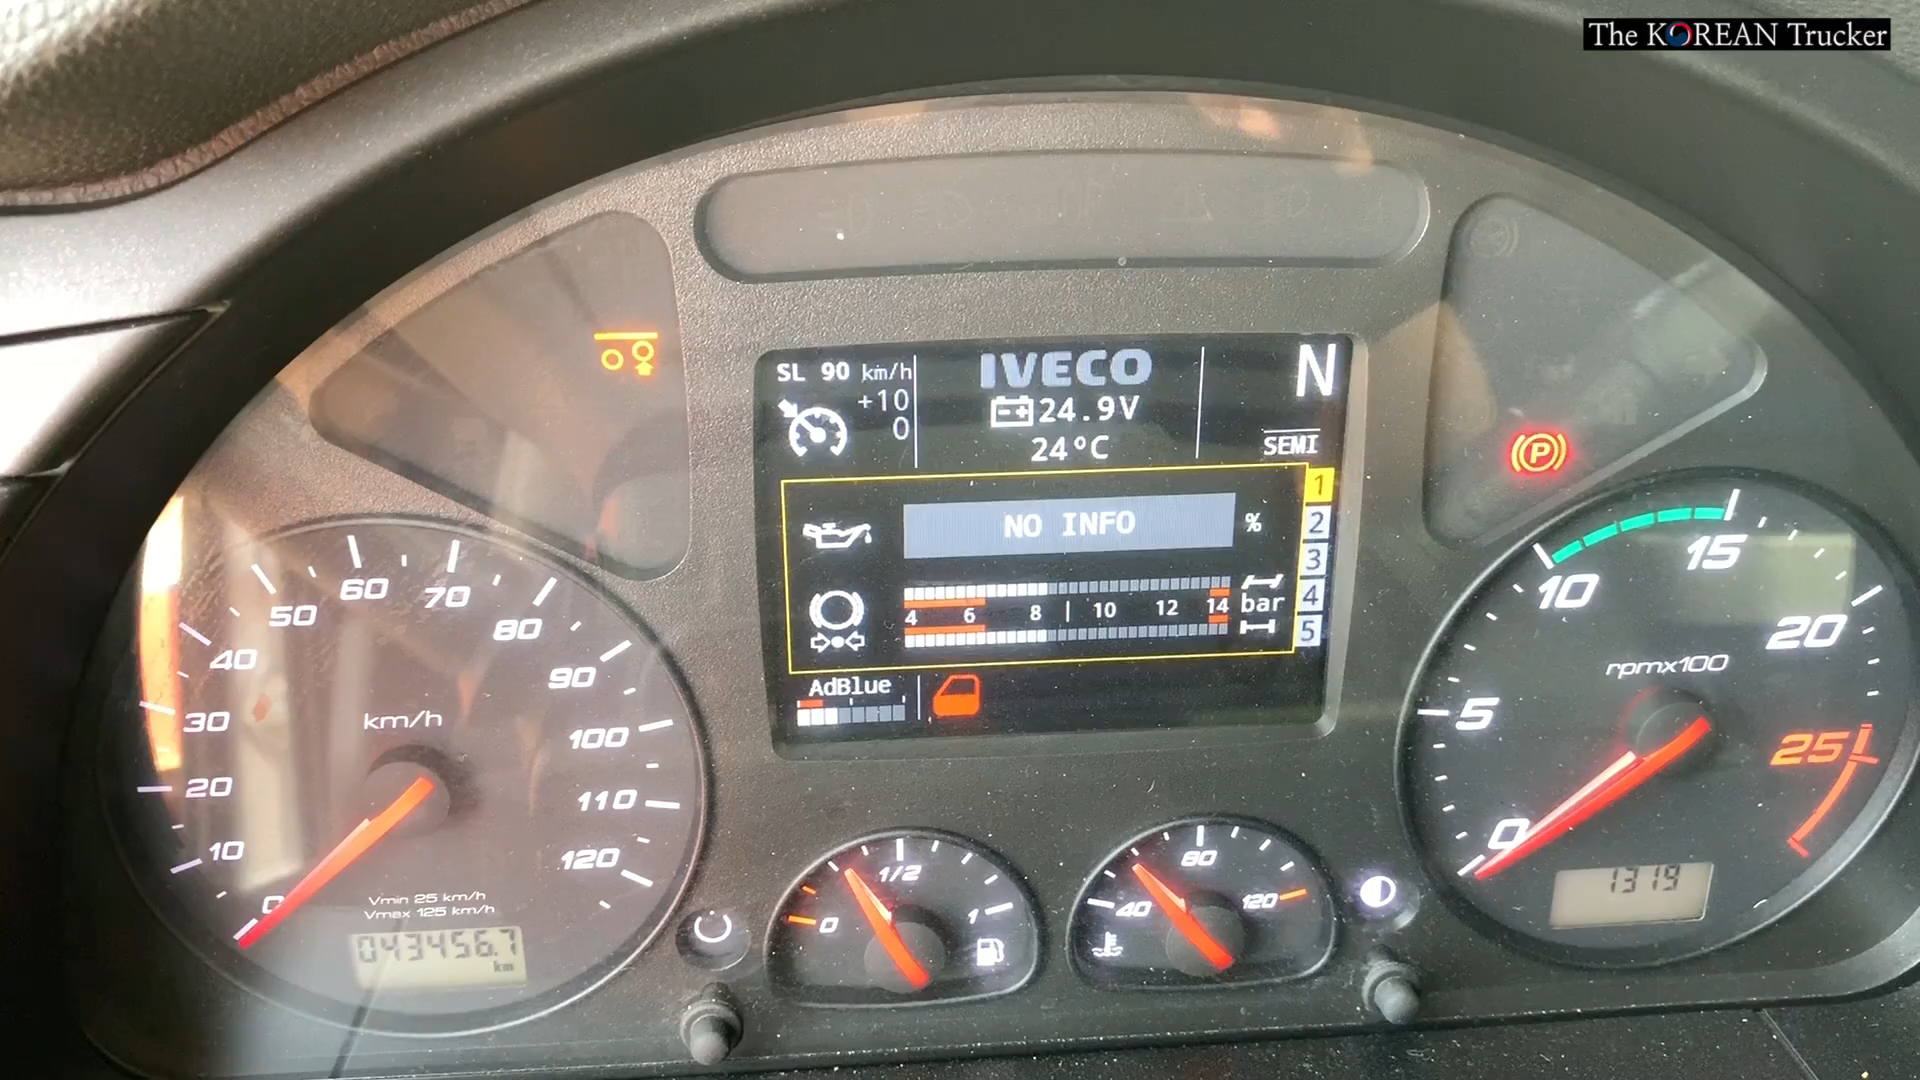 The KOREAN Trucker
SL 90 km/h
+10
0
IVECO
24.9V
24°C
N
SEMI
1
2
3
4
5
NO INFO
%
4 6 8 10 12 14 bar
AdBlue
P
0 10 20 30 40 50 60 70 80 90 100 110 120
km/h
Vmin 25 km/h
Vmax 125 km/h
043456.7
km
0 1/2 1
40 80 120
0 5 10 15 20 25
rpmx100
1319